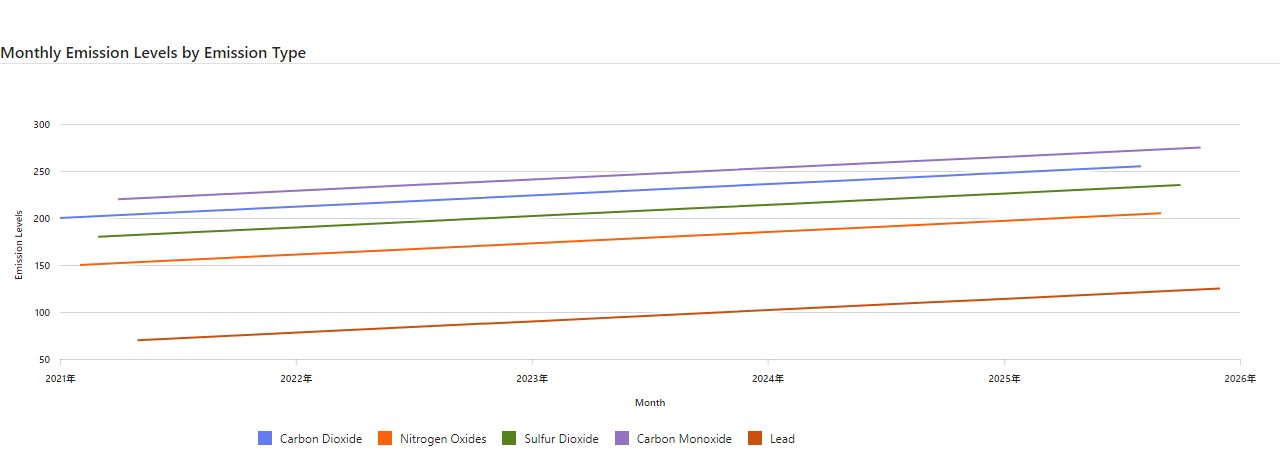 Monthly Emission Levels by Emission Type
300
250
200
150
100
50
Emission Levels
2021年 2022年 2023年 2024年 2025年 2026年
Month
Carbon Dioxide Nitrogen Oxides Sulfur Dioxide Carbon Monoxide Lead